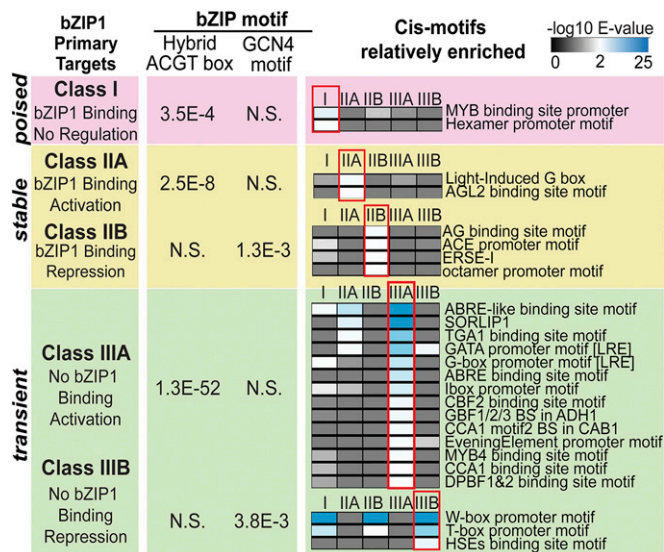 bZIP1
Primary
Targets
bZIP motif
Hybrid
ACGT box
GCN4
motif
Cis-motifs
relatively enriched
-log10 E-value
0 2 25
poised
Class I
bZIP1 Binding
No Regulation
3.5E-4
N.S.
I IIA IIB IIIA IIIB
MYB binding site promoter
Hexamer promoter motif
stable
Class IIA
bZIP1 Binding
Activation
2.5E-8
N.S.
I IIA IIB IIIA IIIB
Light-Induced G box
AGL2 binding site motif
Class IIB
bZIP1 Binding
Repression
N.S.
1.3E-3
I IIA IIB IIIA IIIB
AG binding site motif
ACE promoter motif
ERSE-I
octamer promoter motif
transient
Class IIIA
No bZIP1
Binding
Activation
1.3E-52
N.S.
I IIA IIB IIIA IIIB
ABRE-like binding site motif
SORLIP1
TGA1 binding site motif
GATA promoter motif [LRE]
G-box promoter motif [LRE]
ABRE binding site motif
Ibox promoter motif
CBF2 binding site motif
GBF1/2/3 BS in ADH1
CCA1 motif2 BS in CAB1
EveningElement promoter motif
MYB4 binding site motif
CCA1 binding site motif
DPBF1&2 binding site motif
Class IIIB
No bZIP1
Binding
Repression
N.S.
3.8E-3
I IIA IIB IIIA IIIB
W-box promoter motif
T-box promoter motif
HSEs binding site motif